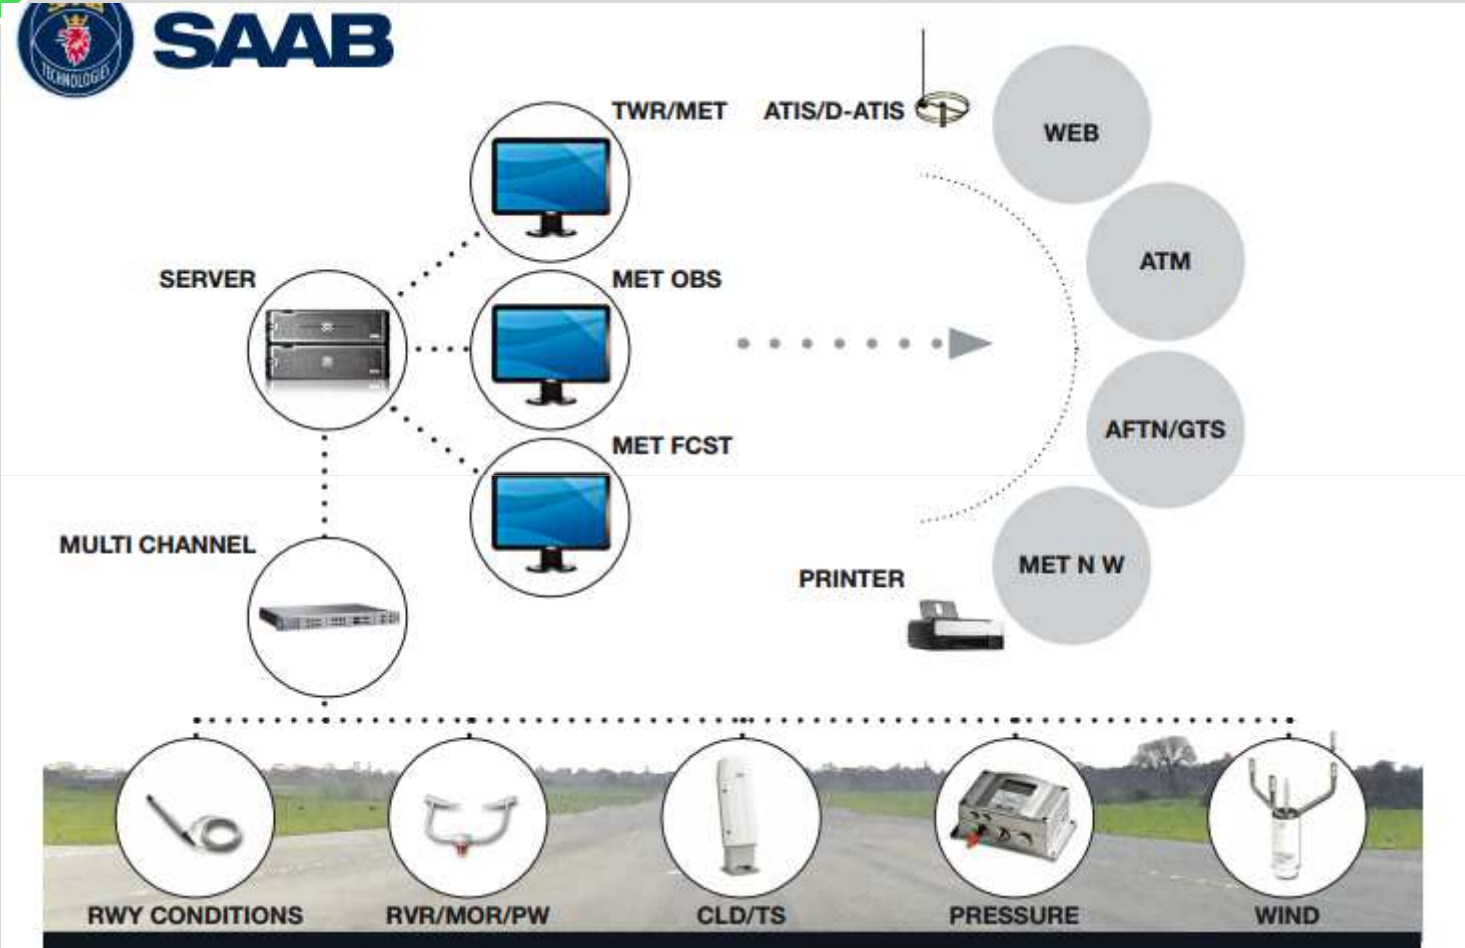 TECHNOLOGIES
SAAB
TWR/MET
ATIS/D-ATIS
WEB
ATM
SERVER
MET OBS
AFTN/GTS
MET FCST
MULTI CHANNEL
MET N W
PRINTER
RWY CONDITIONS
RVR/MOR/PW
CLD/TS
PRESSURE
WIND